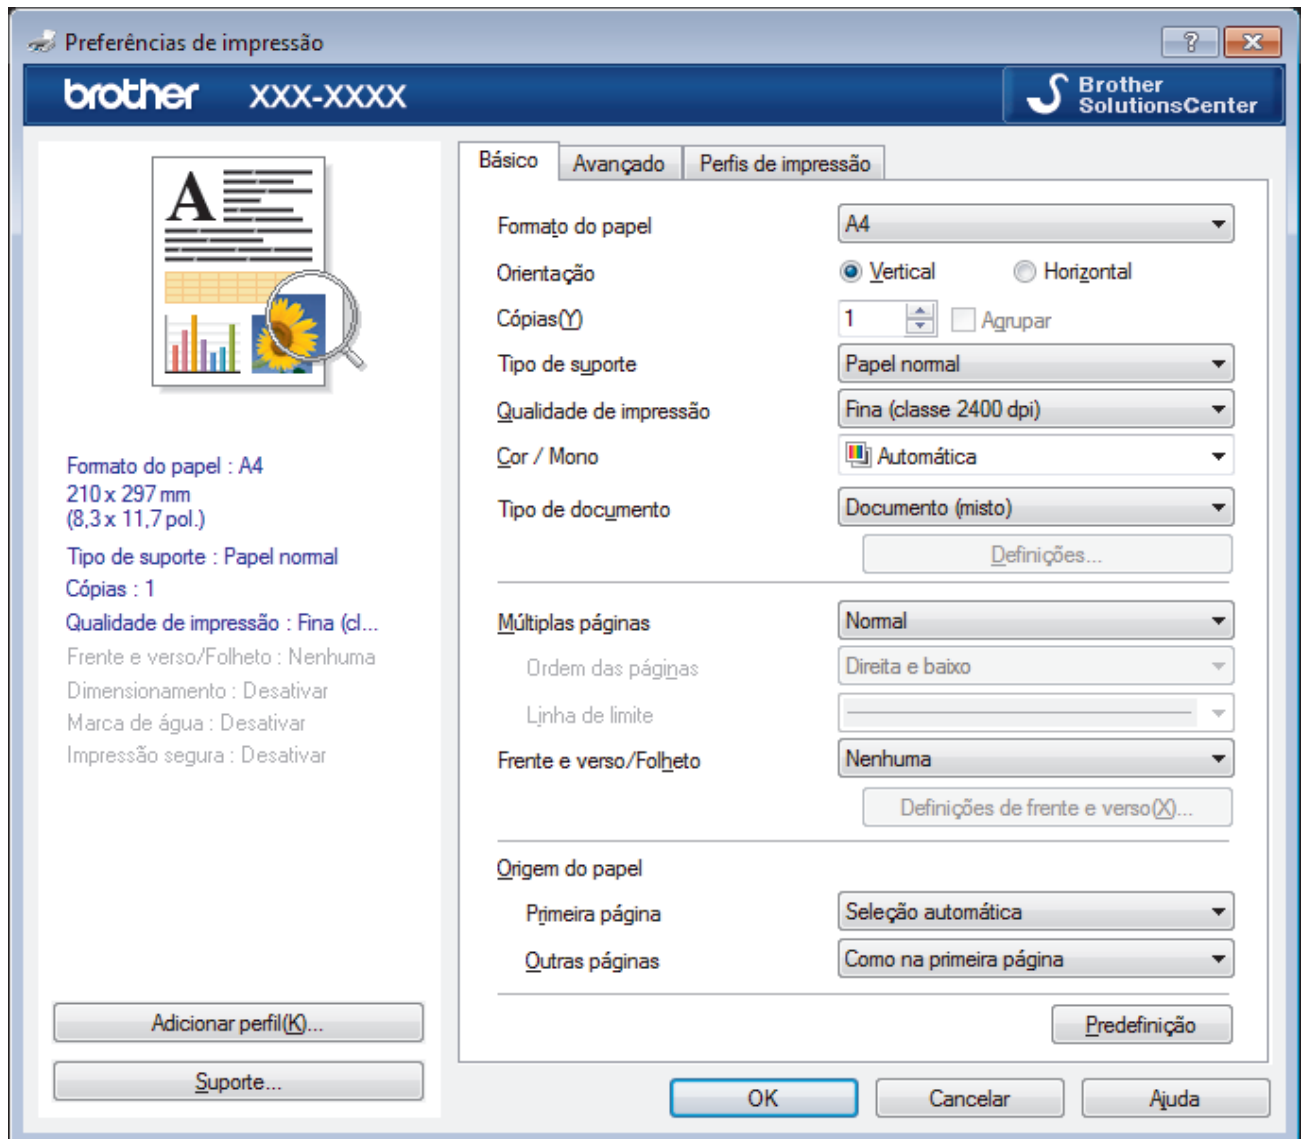 Preferências de impressão
?
brother XXX-XXXX
Brother
SolutionsCenter
A
Formato do papel : A4
210 x 297 mm
(8,3 x 11,7 pol.)
Tipo de suporte : Papel normal
Cópias : 1
Qualidade de impressão : Fina (cl...
Frente e verso/Folheto : Nenhuma
Dimensionamento : Desativar
Marca de água : Desativar
Impressão segura : Desativar
Adicionar perfil(K)...
Suporte...
Básico Avançado Perfis de impressão
Formato do papel A4
Orientação Vertical Horizontal
Cópias(Y) 1 Agrupar
Tipo de suporte Papel normal
Qualidade de impressão Fina (classe 2400 dpi)
Cor / Mono Automática
Tipo de documento Documento (misto)
Definições...
Múltiplas páginas Normal
Ordem das páginas Direita e baixo
Linha de limite
Frente e verso/Folheto Nenhuma
Definições de frente e verso(X)...
Origem do papel
Primeira página Seleção automática
Outras páginas Como na primeira página
Predefinição
OK Cancelar Ajuda